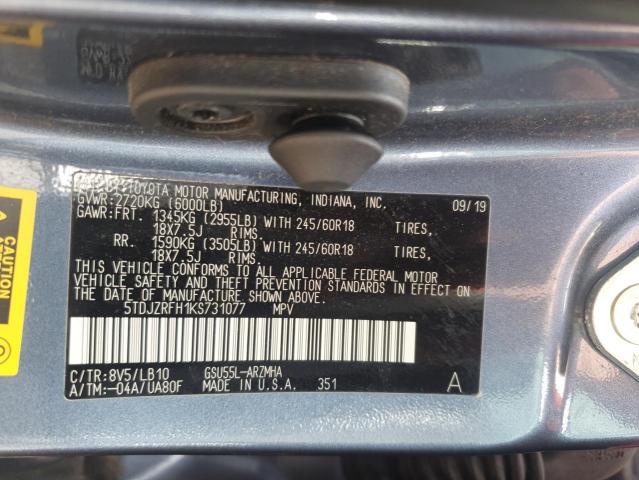 TOYOTA MOTOR MANUFACTURING, INDIANA, INC.
GVWR:2720KG (6000LB) 09/19
GAWR:FRT. 1345KG (2955LB) WITH 245/60R18 TIRES,
18X7.5J RIMS,
RR. 1590KG (3505LB) WITH 245/60R18 TIRES,
18X7.5J RIMS.
THIS VEHICLE CONFORMS TO ALL APPLICABLE FEDERAL MOTOR
VEHICLE SAFETY AND THEFT PREVENTION STANDARDS IN EFFECT
ON THE DATE OF MANUFACTURE SHOWN ABOVE.
5TDJZRFH1KS731077 MPV
C/TR:8V5/LB10 GSU55L-ARZMHA
A/TM:-04A/UA80F MADE IN U.S.A. 351 A
CAUTION